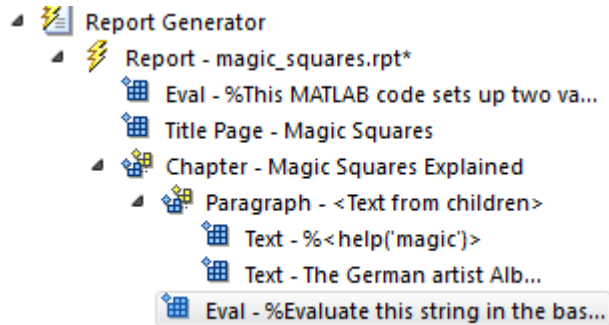 Report Generator
Report - magic_squares.rpt*
Eval - %This MATLAB code sets up two va...
Title Page - Magic Squares
Chapter - Magic Squares Explained
Paragraph - <Text from children>
Text - %<help('magic')>
Text - The German artist Alb...
Eval - %Evaluate this string in the bas...